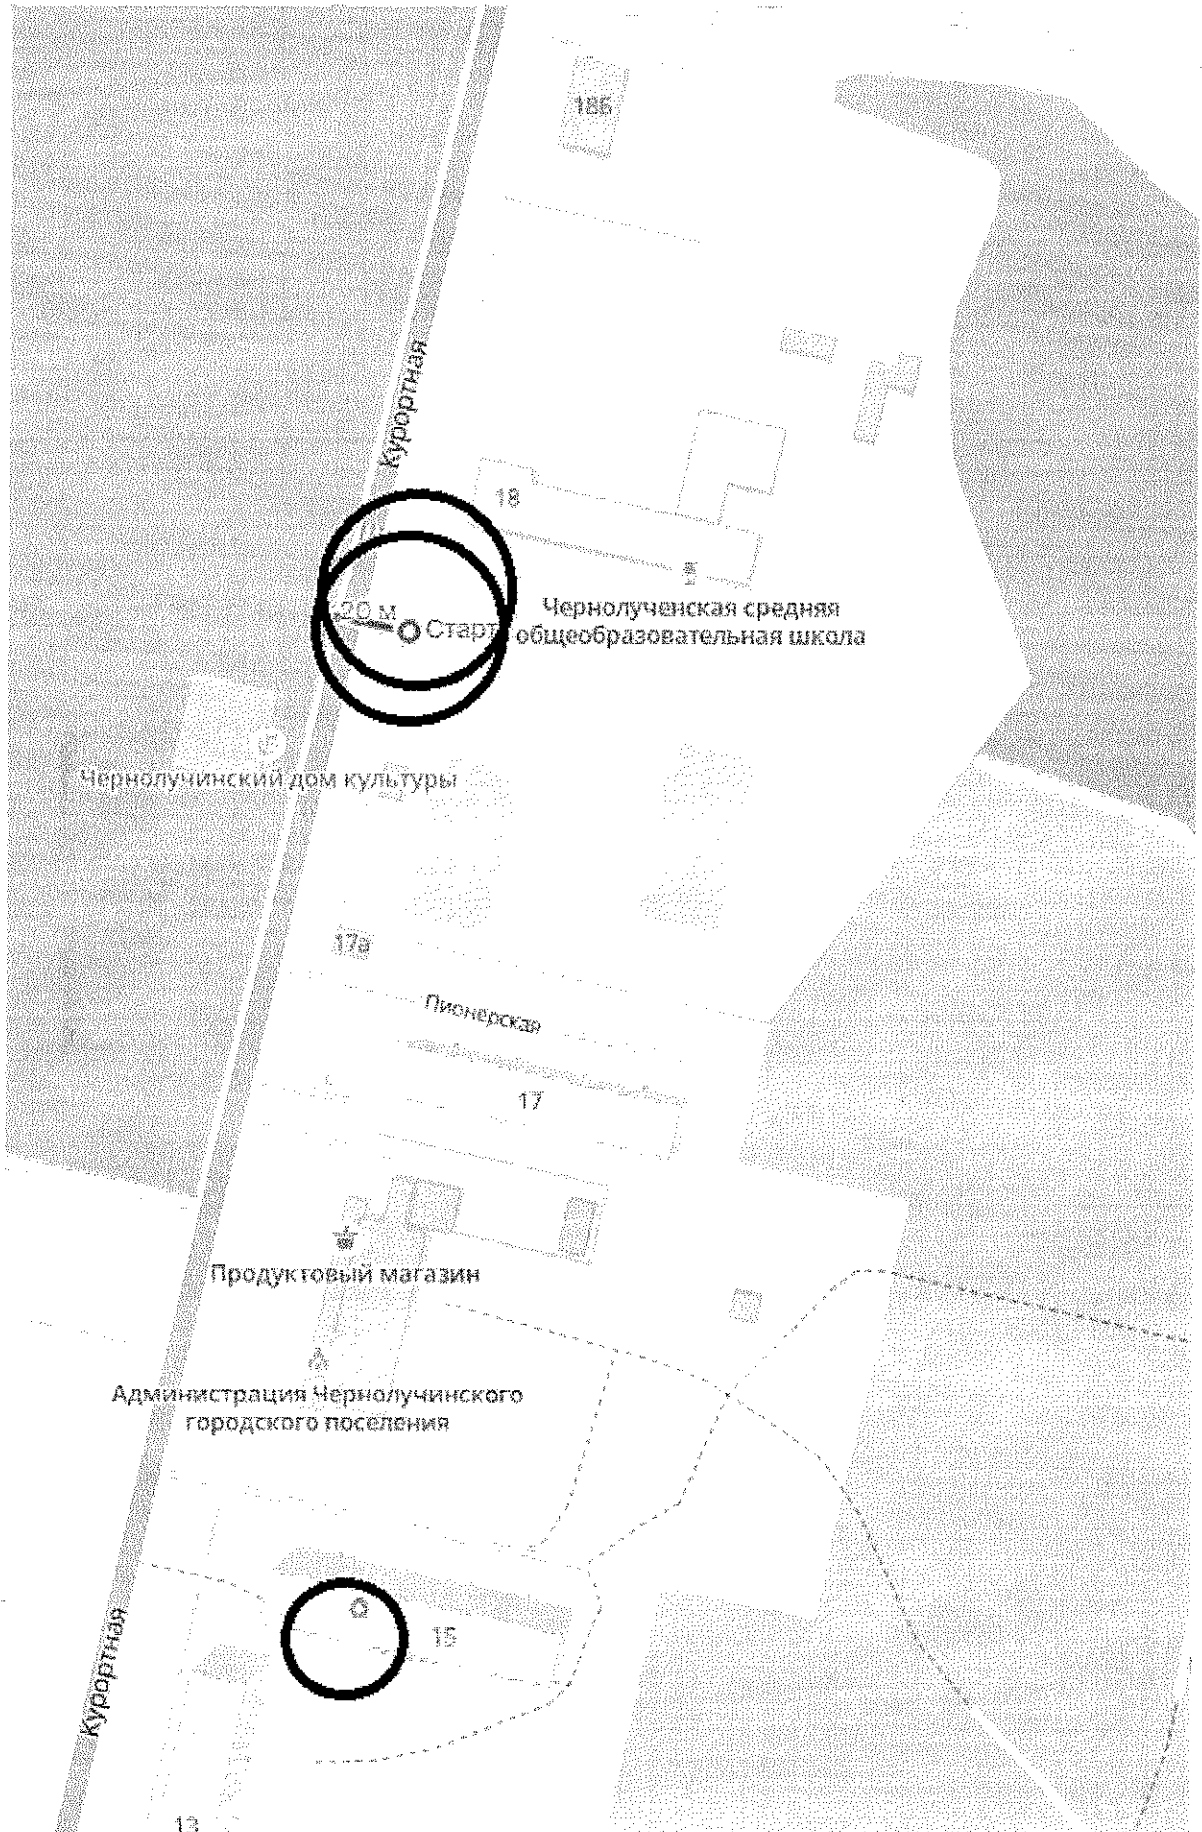 18Б
Курортная
18
20 м
Старт
Чернолученская средняя
общеобразовательная школа
Чернолучинский дом культуры
17а
Пионерская
17
Продуктовый магазин
Администрация Чернолучинского
городского поселения
15
Курортная
13